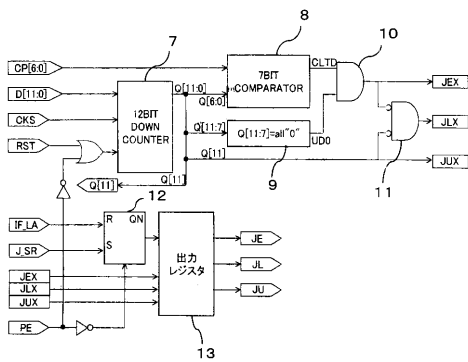 8
7
10
CP[6:0]
D[11:0]
CKS
RST
12BIT
DOWN
COUNTER
Q[11:0]
Q[6:0]
7BIT
COMPARATOR
CLTD
Q[11:7]
Q[11:7]=all"0"
UD0
9
Q[11]
Q[11]
JEX
JLX
JUX
11
12
IF_LA
J_SR
R QN
S
JEX
JLX
JUX
PE
出力
レジスタ
13
JE
JL
JU